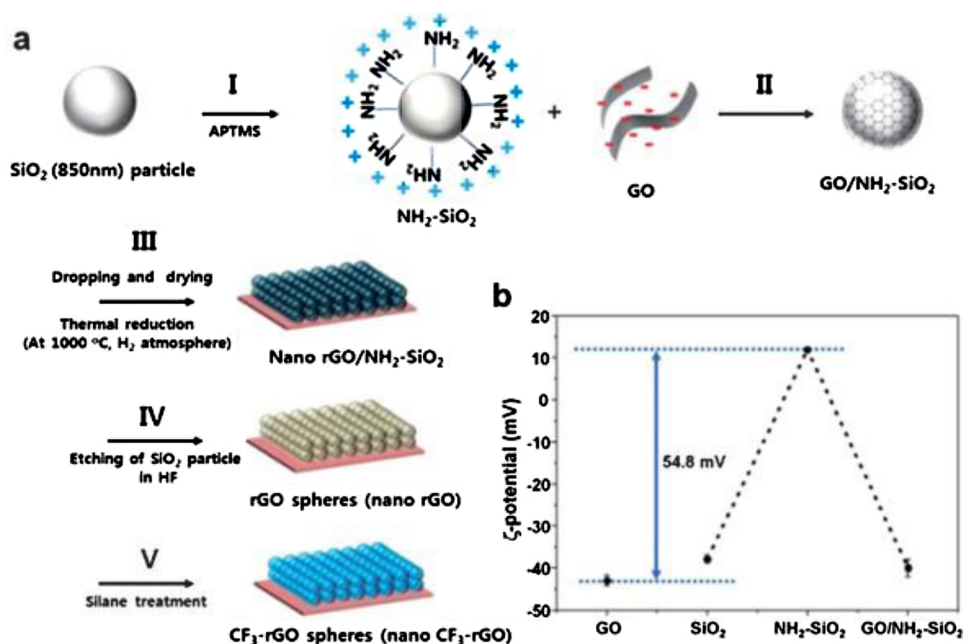 a
I
APTMS
SiO2 (850nm) particle
NH2
NH2
NH2
NH2
NH2
NH2
NH2
NH2
NH2-SiO2
+
GO
II
GO/NH2-SiO2
III
Dropping and drying
Thermal reduction
(At 1000 °C, H2 atmosphere)
Nano rGO/NH2-SiO2
IV
Etching of SiO2 particle
in HF
rGO spheres (nano rGO)
V
Silane treatment
CF3-rGO spheres (nano CF3-rGO)
b
ζ-potential (mV)
20
10
0
-10
-20
-30
-40
-50
54.8 mV
GO
SiO2
NH2-SiO2
GO/NH2-SiO2